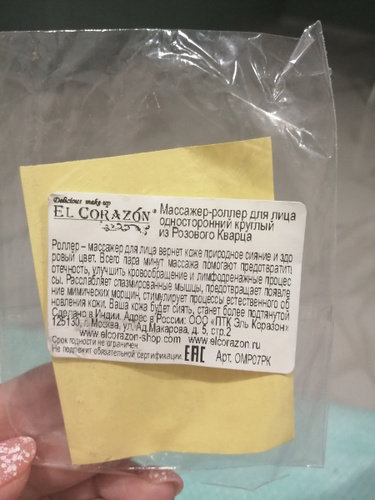 Delicious make-up
EL CORAZÓN®
Массажер-роллер для лица
односторонний круглый
из Розового Кварца
Роллер – массажер для лица вернет коже природное сияние и здо
ровый цвет. Всего пара минут массажа помогают предотвратить
отечность, улучшить кровообращение и лимфодренажные процес
сы. Расслабляет спазмированные мышцы, предотвращает появле
ние мимических морщин, стимулирует процессы естественного об
новления кожи. Ваша кожа будет сиять, станет более подтянутой
Сделано в Индии. Адрес в России: ООО «ПТК Эль Коразон»
125130, г. Москва, ул. Ад.Макарова, д. 5, стр.2
www.elcorazon-shop.com www.elcorazon.ru
Срок годности не ограничен.
Не подлежит обязательной сертификации. EAC Арт. OMP07PK